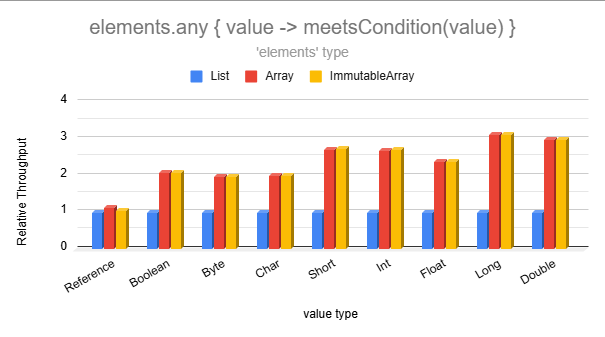 elements.any { value -> meetsCondition(value) }
'elements' type
List Array ImmutableArray
Relative Throughput
4
3
2
1
0
Reference Boolean Byte Char Short Int Float Long Double
value type